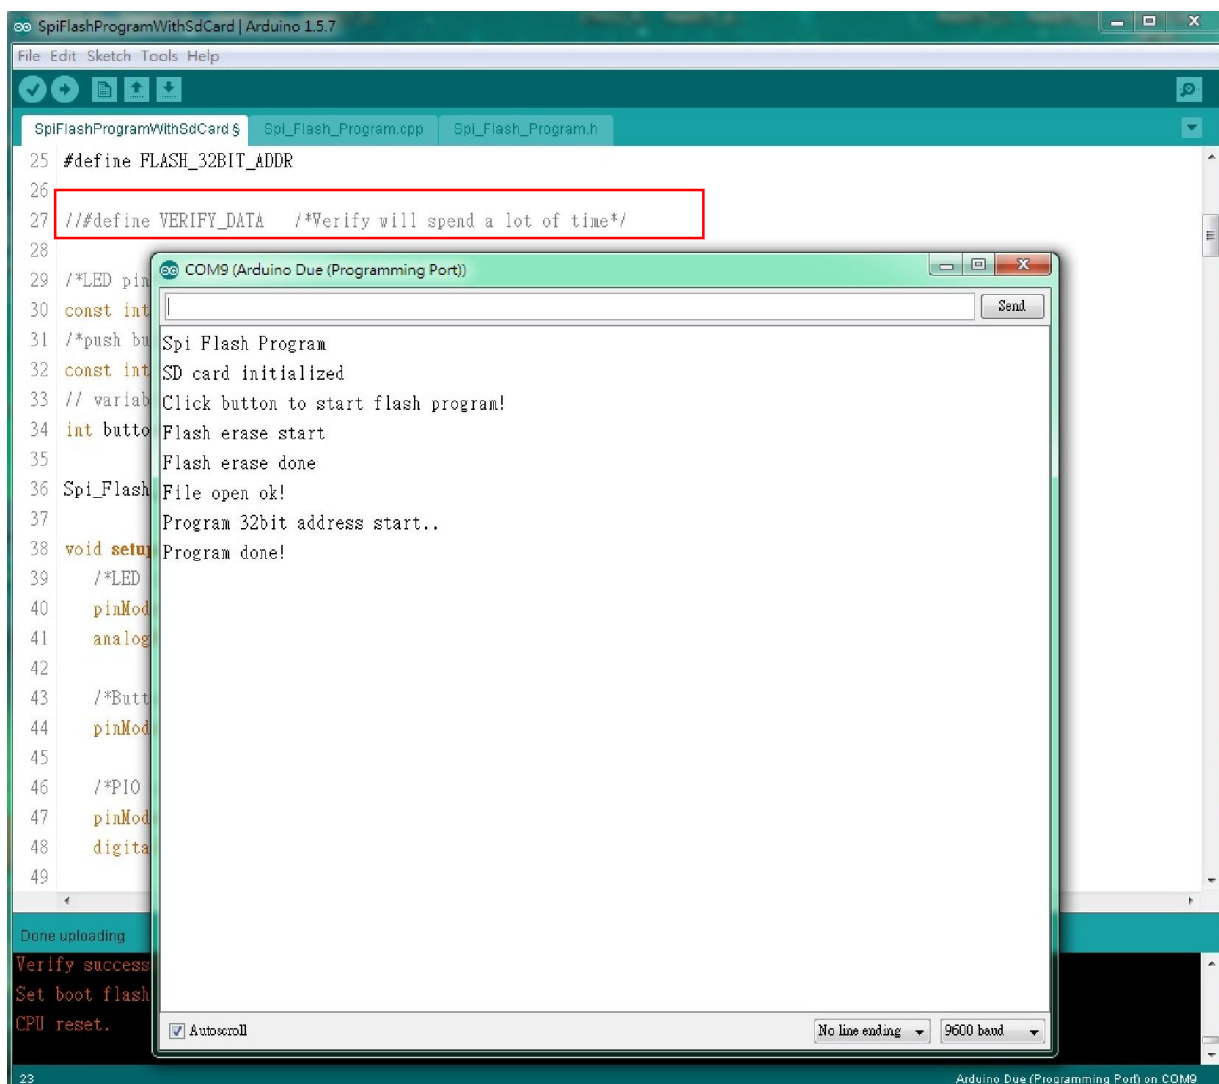 SpiFlashProgramWithSdCard | Arduino 1.5.7
File Edit Sketch Tools Help
SpiFlashProgramWithSdCard § Spi_Flash_Program.cpp Spi_Flash_Program.h
25 #define FLASH_32BIT_ADDR
26
27 //#define VERIFY_DATA /*Verify will spend a lot of time*/
28
29 /*LED pin
30 const int
31 /*push bu
32 const int
33 // variab
34 int butto
35
36 Spi_Flash
37
38 void setup
39 /*LED
40 pinMod
41 analog
42
43 /*Butt
44 pinMod
45
46 /*PIO
47 pinMod
48 digita
49
COM9 (Arduino Due (Programming Port))
Send
Spi Flash Program
SD card initialized
Click button to start flash program!
Flash erase start
Flash erase done
File open ok!
Program 32bit address start..
Program done!
Autoscroll No line ending 9600 baud
Done uploading
Verify success
Set boot flash
CPU reset.
23 Arduino Due (Programming Port) on COM9